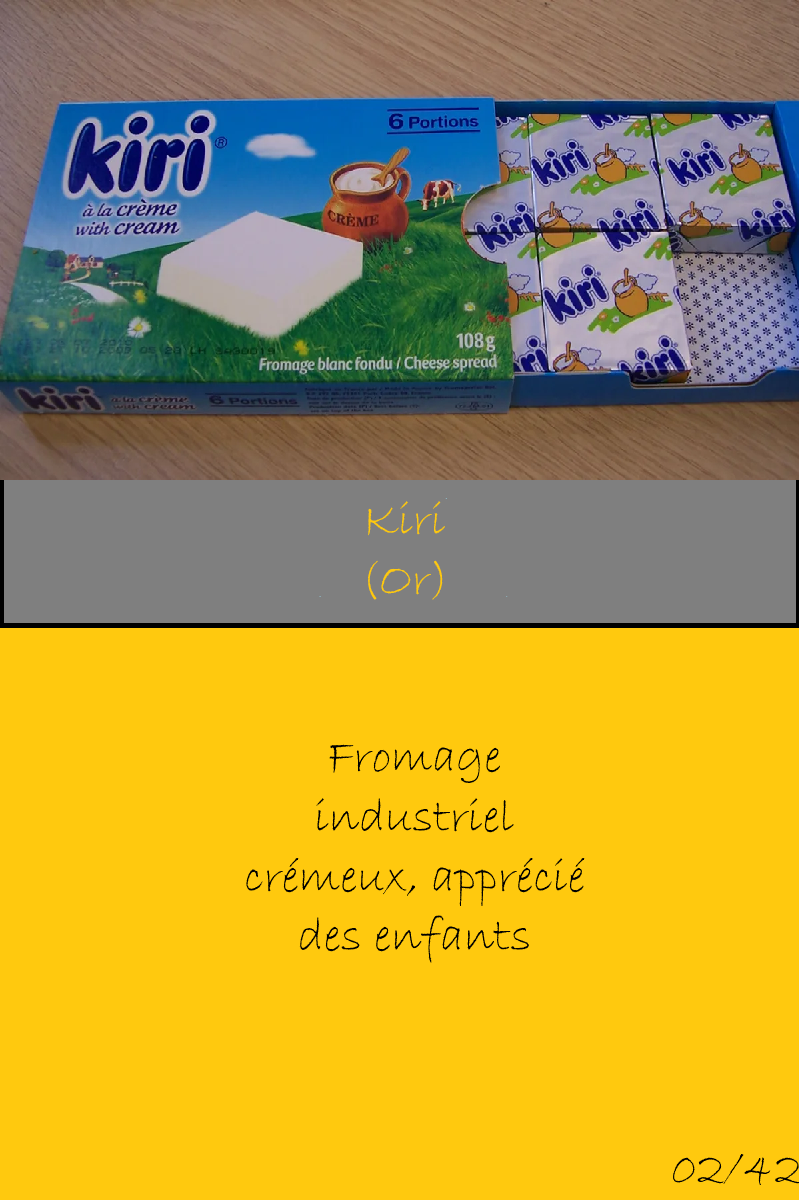 kiri®
à la crème
with cream
6 Portions
CRÈME
108 g
Fromage blanc fondu / Cheese spread
kiri à la crème with cream 6 Portions
kiri
kiri
kiri
kiri
kiri
kiri
Kiri
(Or)
Fromage
industriel
crémeux, apprécié
des enfants
02/42